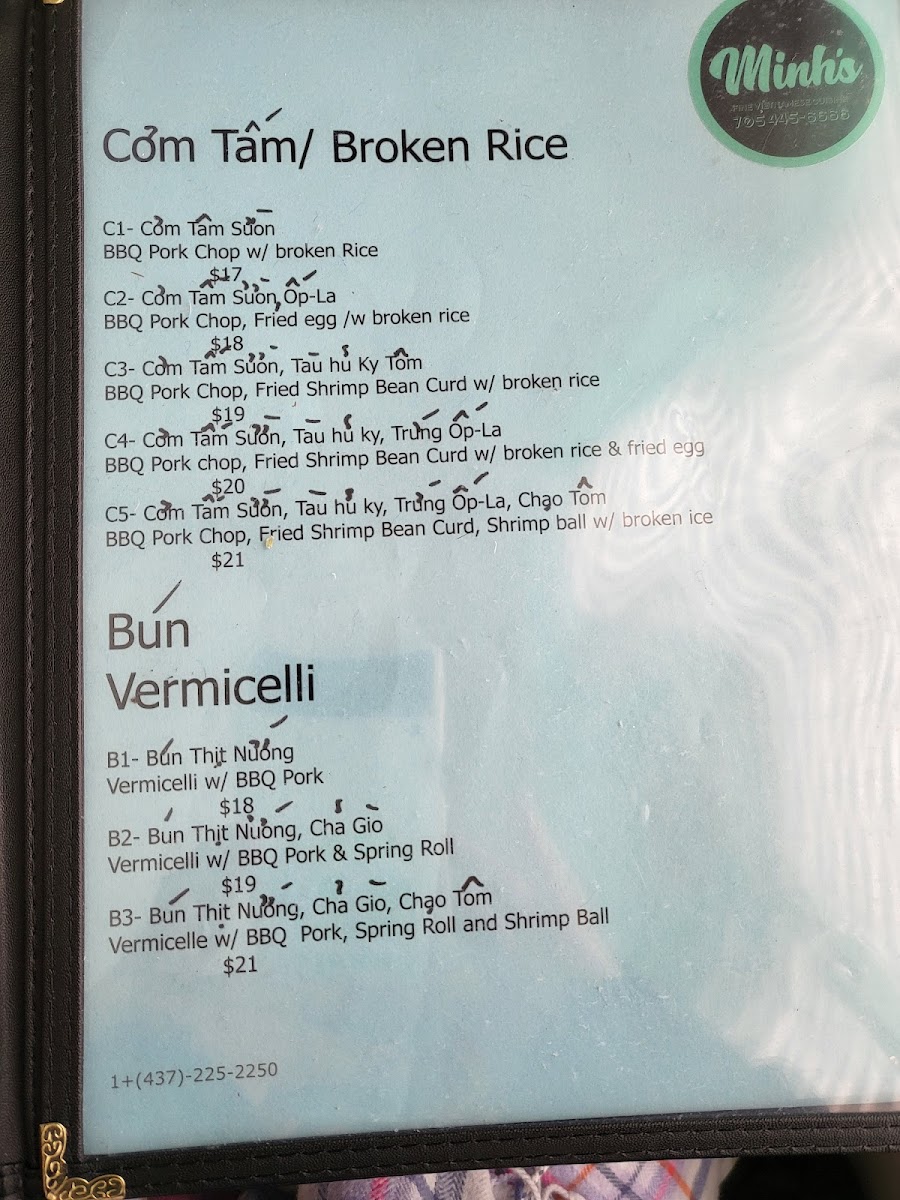 Minh's
FINE VIETNAMESE CUISINE
705 445-6666
Cơm Tấm/ Broken Rice
C1- Cơm Tấm Sườn
BBQ Pork Chop w/ broken Rice
$17
C2- Cơm Tấm Sườn, Ốp-La
BBQ Pork Chop, Fried egg /w broken rice
$18
C3- Cơm Tấm Sườn, Tàu hủ Ky Tôm
BBQ Pork Chop, Fried Shrimp Bean Curd w/ broken rice
$19
C4- Cơm Tấm Sườn, Tàu hủ ky, Trứng Ốp-La
BBQ Pork chop, Fried Shrimp Bean Curd w/ broken rice & fried egg
$20
C5- Cơm Tấm Sườn, Tàu hủ ky, Trứng Ốp-La, Chạo Tôm
BBQ Pork Chop, Fried Shrimp Bean Curd, Shrimp ball w/ broken ice
$21
Bún
Vermicelli
B1- Bún Thịt Nướng
Vermicelli w/ BBQ Pork
$18
B2- Bún Thịt Nướng, Chả Giò
Vermicelli w/ BBQ Pork & Spring Roll
$19
B3- Bún Thịt Nướng, Chả Giò, Chạo Tôm
Vermicelle w/ BBQ Pork, Spring Roll and Shrimp Ball
$21
1+(437)-225-2250